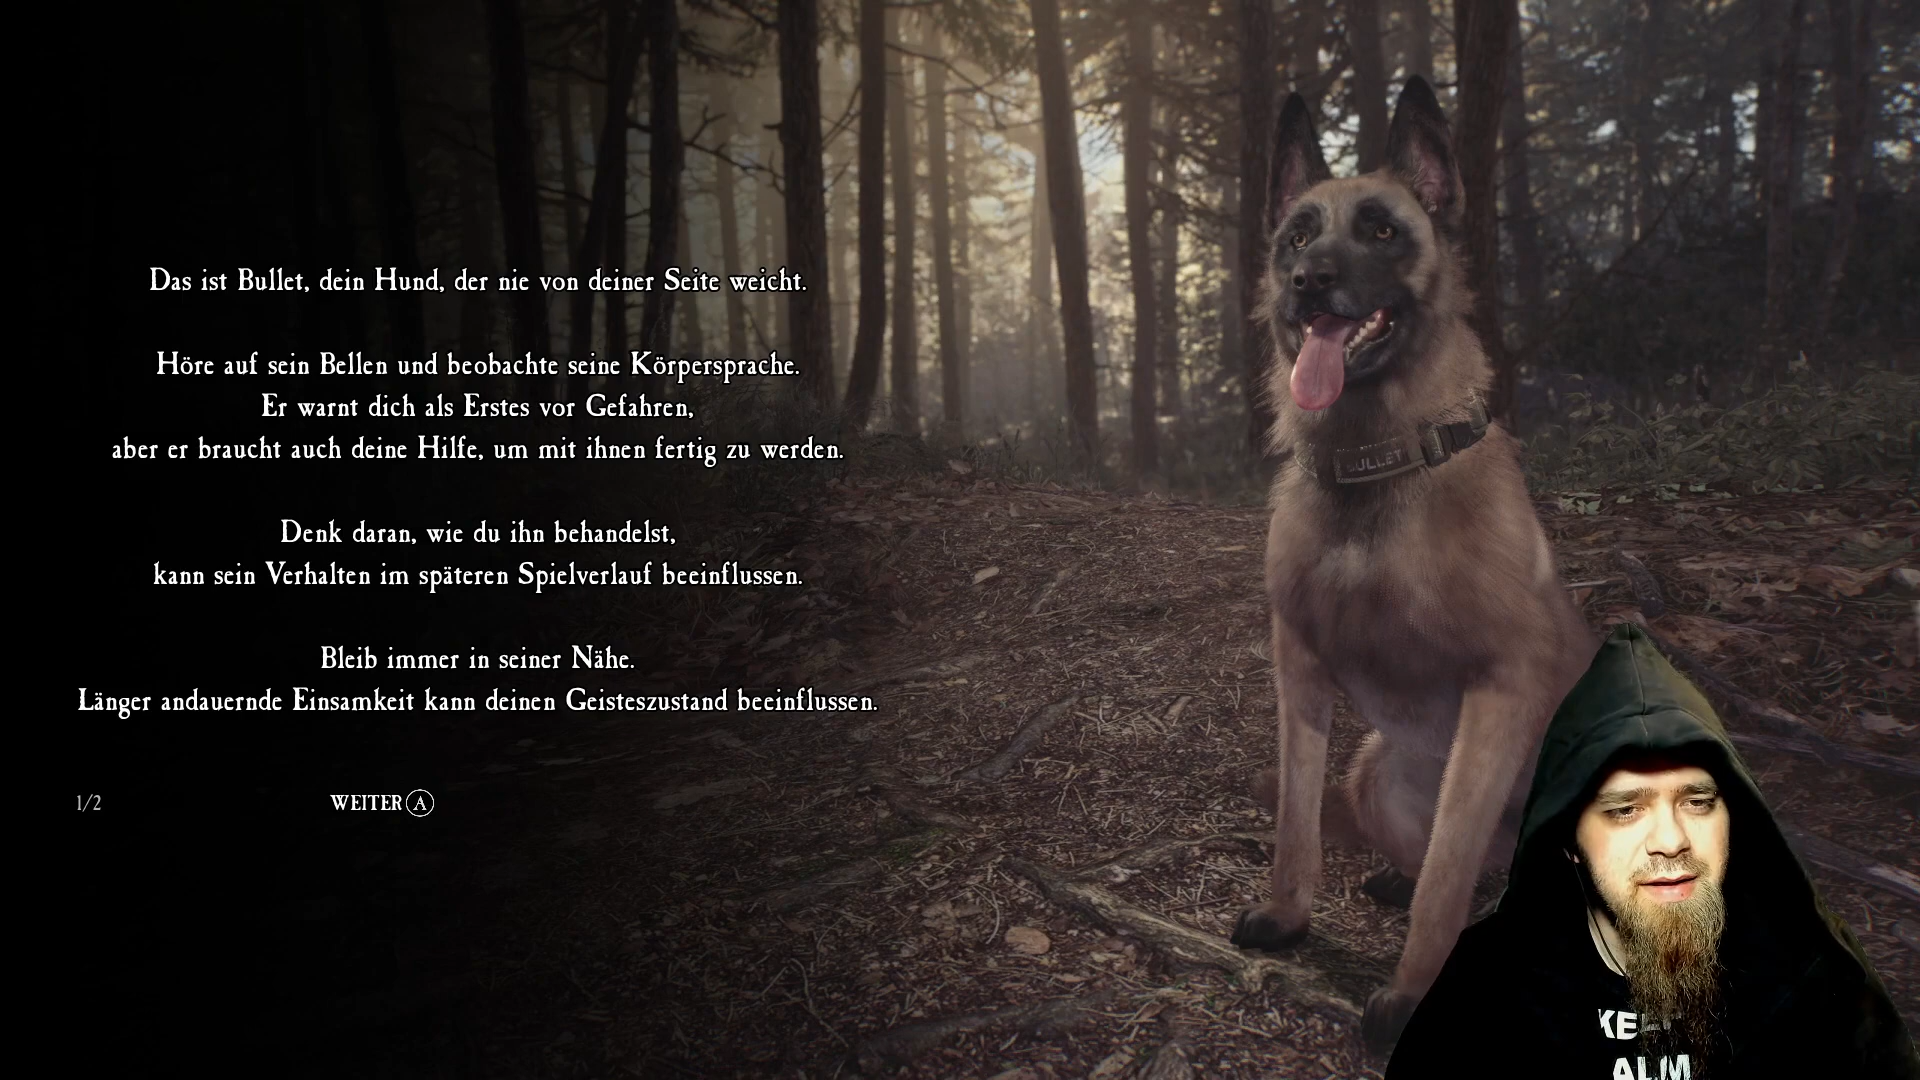 Das ist Bullet, dein Hund, der nie von deiner Seite weicht.
Höre auf sein Bellen und beobachte seine Körpersprache.
Er warnt dich als Erstes vor Gefahren,
aber er braucht auch deine Hilfe, um mit ihnen fertig zu werden.
Denk daran, wie du ihn behandelst,
kann sein Verhalten im späteren Spielverlauf beeinflussen.
Bleib immer in seiner Nähe.
Länger andauernde Einsamkeit kann deinen Geisteszustand beeinflussen.
1/2
WEITER A
BULLET
ALM